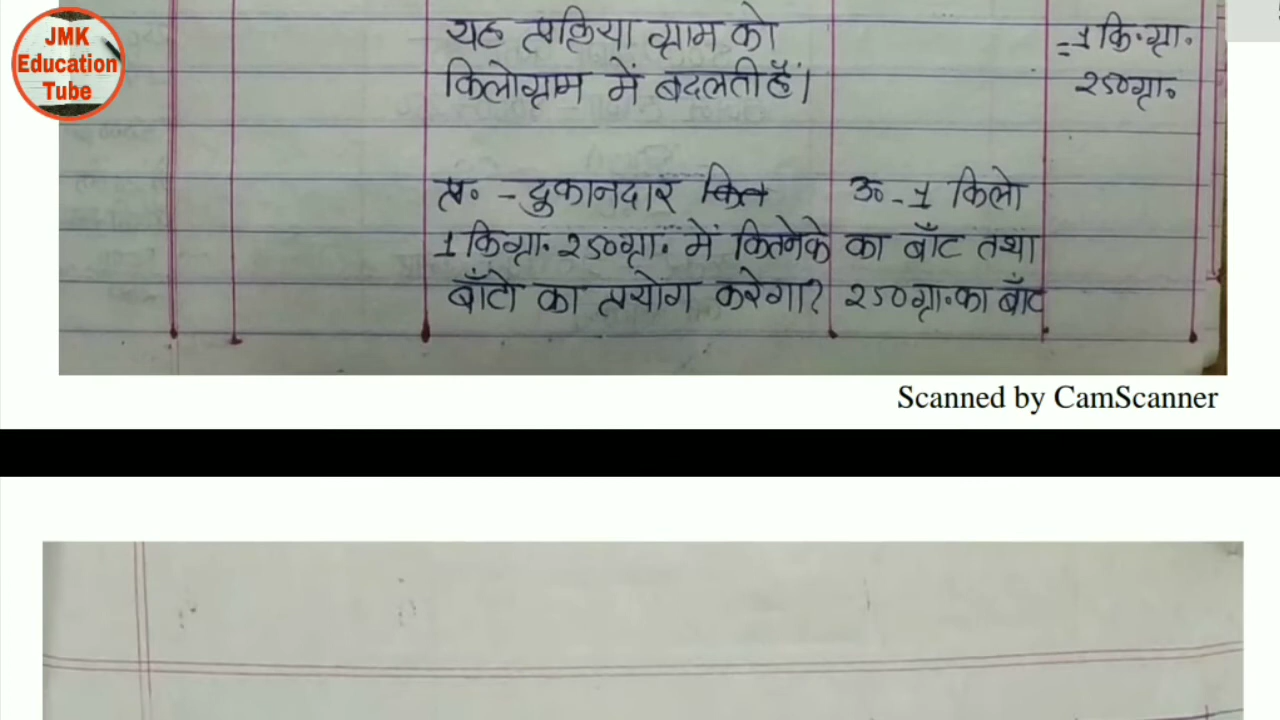 JMK
Education
Tube
यह प्रक्रिया ग्राम को
किलोग्राम में बदलती हैं।
=1 कि.ग्रा.
250ग्रा.
प्र. - दुकानदार कित
1 किग्रा. 250ग्रा. में कितनेके
बाँटो का प्रयोग करेगा?
उ. - 1 किलो
का बाँट तथा
250ग्रा. का बाँट
Scanned by CamScanner